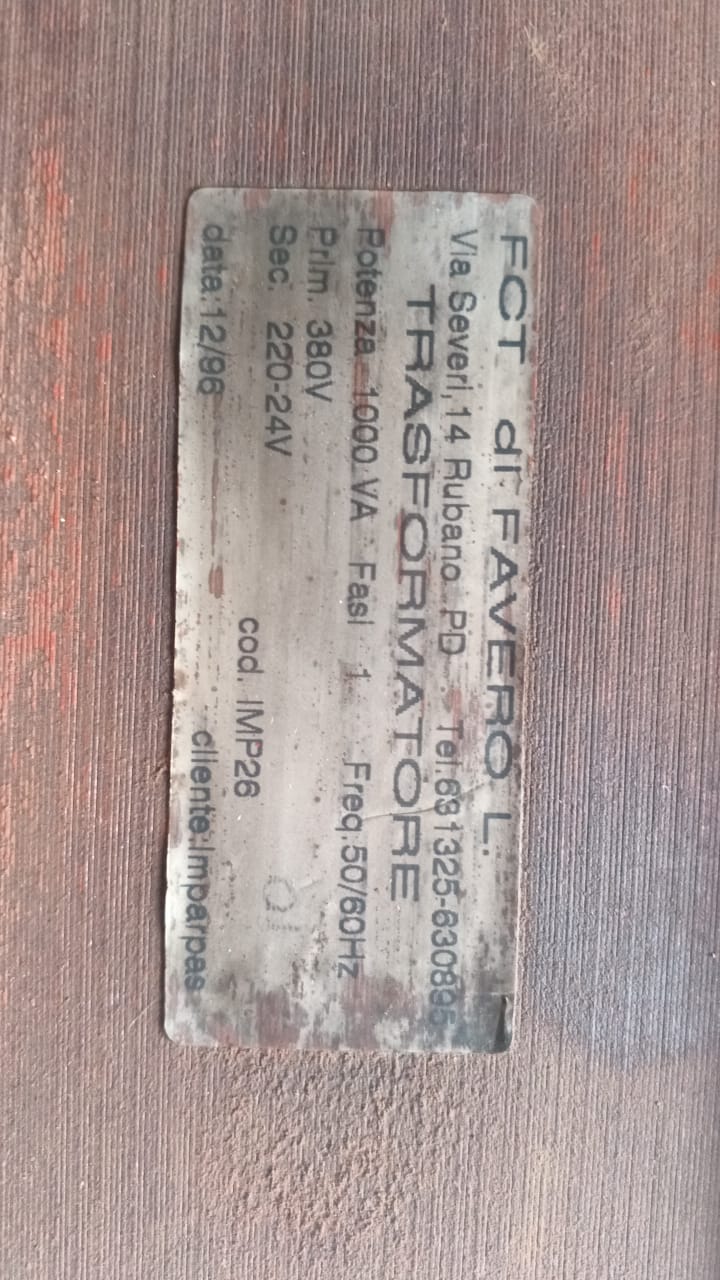 FCT di FAVERO L.
Via Severi,14 Rubano PD Tel.631325-630895
TRASFORMATORE
Potenza 1000 VA Fasi 1 Freq.50/60Hz
Prim. 380V
Sec. 220-24V
cod. IMP26
data:12/96 cliente:Imparpas